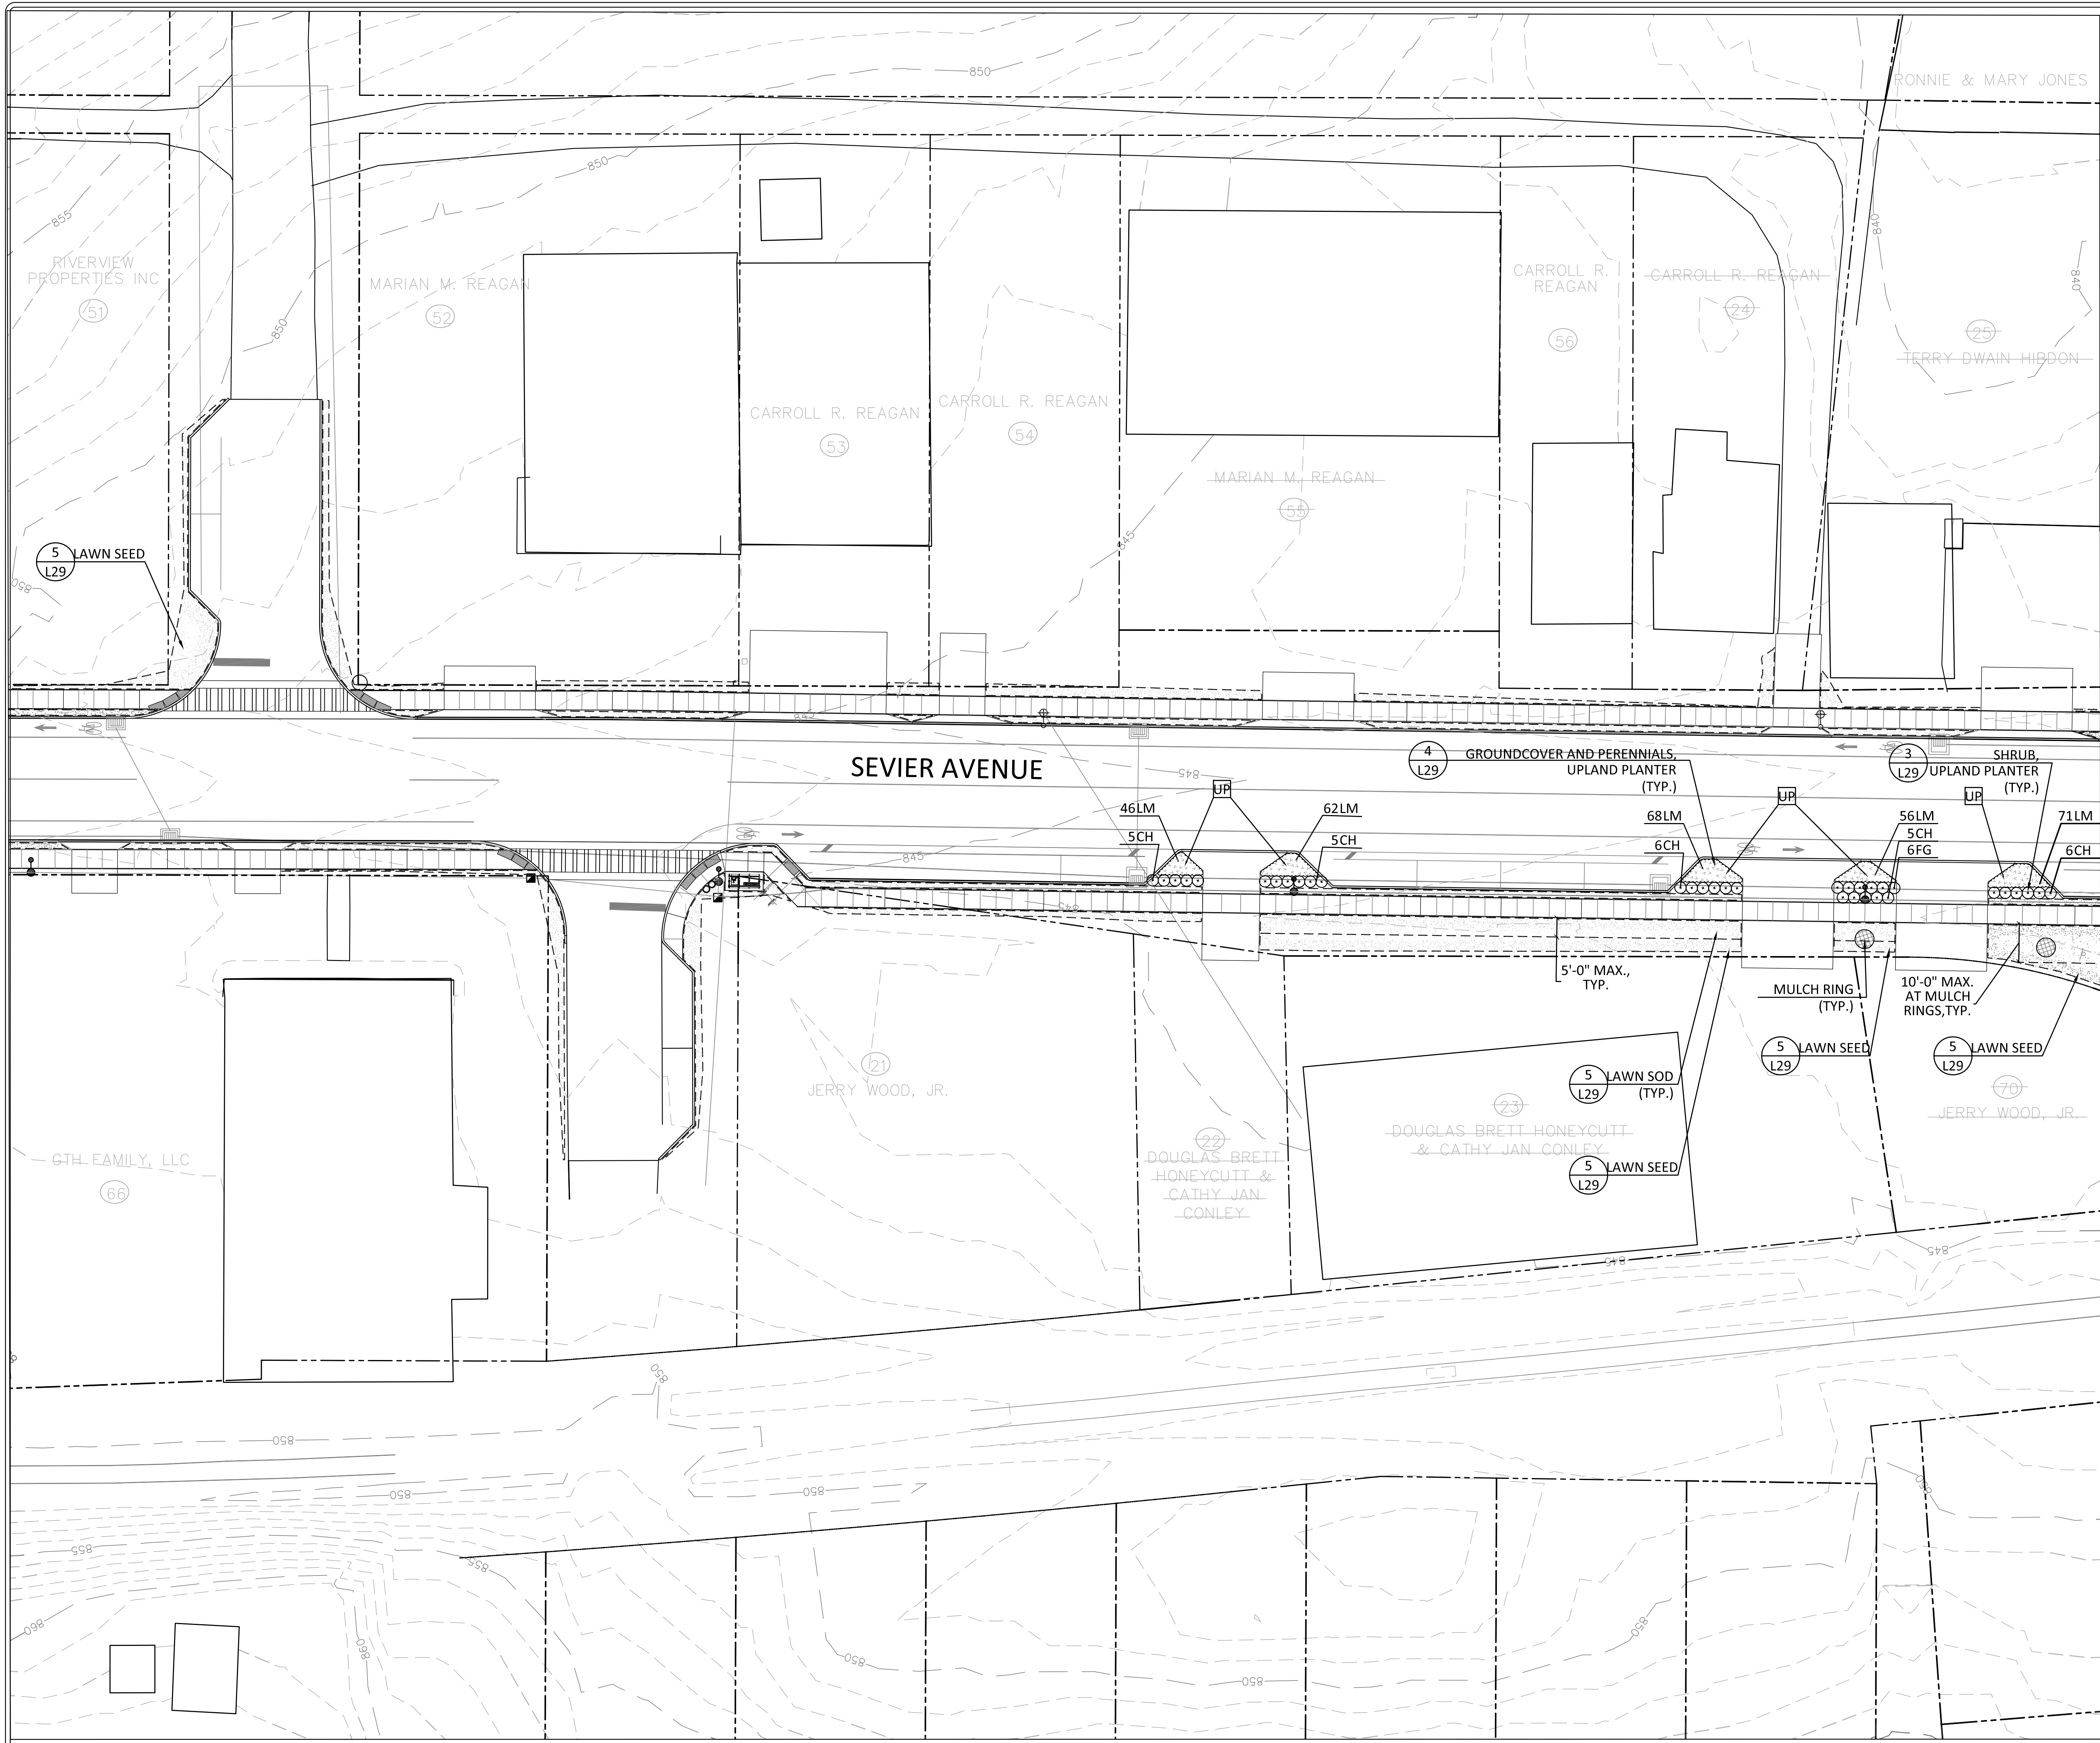 850
RONNIE & MARY JONES
850
855
840
840
RIVERVIEW
PROPERTIES INC
51
MARIAN M. REAGAN
52
CARROLL R.
REAGAN
56
CARROLL R. REAGAN
24
25
TERRY DWAIN HIBDON
850
CARROLL R. REAGAN
53
CARROLL R. REAGAN
54
MARIAN M. REAGAN
55
845
5
L29
LAWN SEED
850
845
SEVIER AVENUE
845
4
L29
GROUNDCOVER AND PERENNIALS,
UPLAND PLANTER
(TYP.)
3
L29
SHRUB,
UPLAND PLANTER
(TYP.)
UP
UP
UP
46LM
5CH
62LM
5CH
68LM
6CH
56LM
5CH
6FG
71LM
6CH
845
845
5'-0" MAX.,
TYP.
MULCH RING
(TYP.)
10'-0" MAX.
AT MULCH
RINGS,TYP.
5
L29
LAWN SEED
5
L29
LAWN SEED
5
L29
LAWN SOD
(TYP.)
5
L29
LAWN SEED
21
JERRY WOOD, JR.
22
DOUGLAS BRETT
HONEYCUTT &
CATHY JAN
CONLEY
23
DOUGLAS BRETT HONEYCUTT
& CATHY JAN CONLEY
70
JERRY WOOD, JR.
GTH FAMILY, LLC
66
845
845
850
850
850
850
850
855
855
860
860
850
850
850